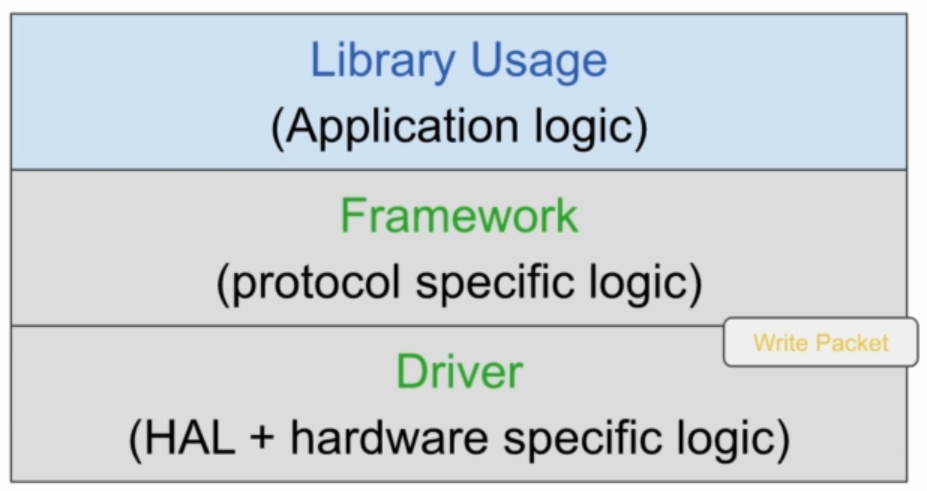 Library Usage
(Application logic)
Framework
(protocol specific logic)
Write Packet
Driver
(HAL + hardware specific logic)